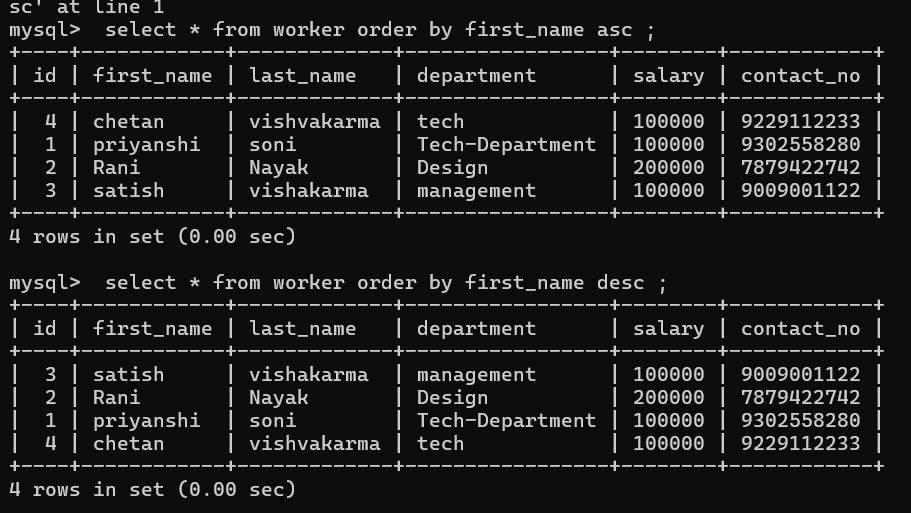 sc' at line 1
mysql>  select * from worker order by first_name asc ;
+----+------------+-------------+-----------------+--------+------------+
| id | first_name | last_name   | department      | salary | contact_no |
+----+------------+-------------+-----------------+--------+------------+
|  4 | chetan     | vishvakarma | tech            | 100000 | 9229112233 |
|  1 | priyanshi  | soni        | Tech-Department | 100000 | 9302558280 |
|  2 | Rani       | Nayak       | Design          | 200000 | 7879422742 |
|  3 | satish     | vishakarma  | management      | 100000 | 9009001122 |
+----+------------+-------------+-----------------+--------+------------+
4 rows in set (0.00 sec)

mysql>  select * from worker order by first_name desc ;
+----+------------+-------------+-----------------+--------+------------+
| id | first_name | last_name   | department      | salary | contact_no |
+----+------------+-------------+-----------------+--------+------------+
|  3 | satish     | vishakarma  | management      | 100000 | 9009001122 |
|  2 | Rani       | Nayak       | Design          | 200000 | 7879422742 |
|  1 | priyanshi  | soni        | Tech-Department | 100000 | 9302558280 |
|  4 | chetan     | vishvakarma | tech            | 100000 | 9229112233 |
+----+------------+-------------+-----------------+--------+------------+
4 rows in set (0.00 sec)